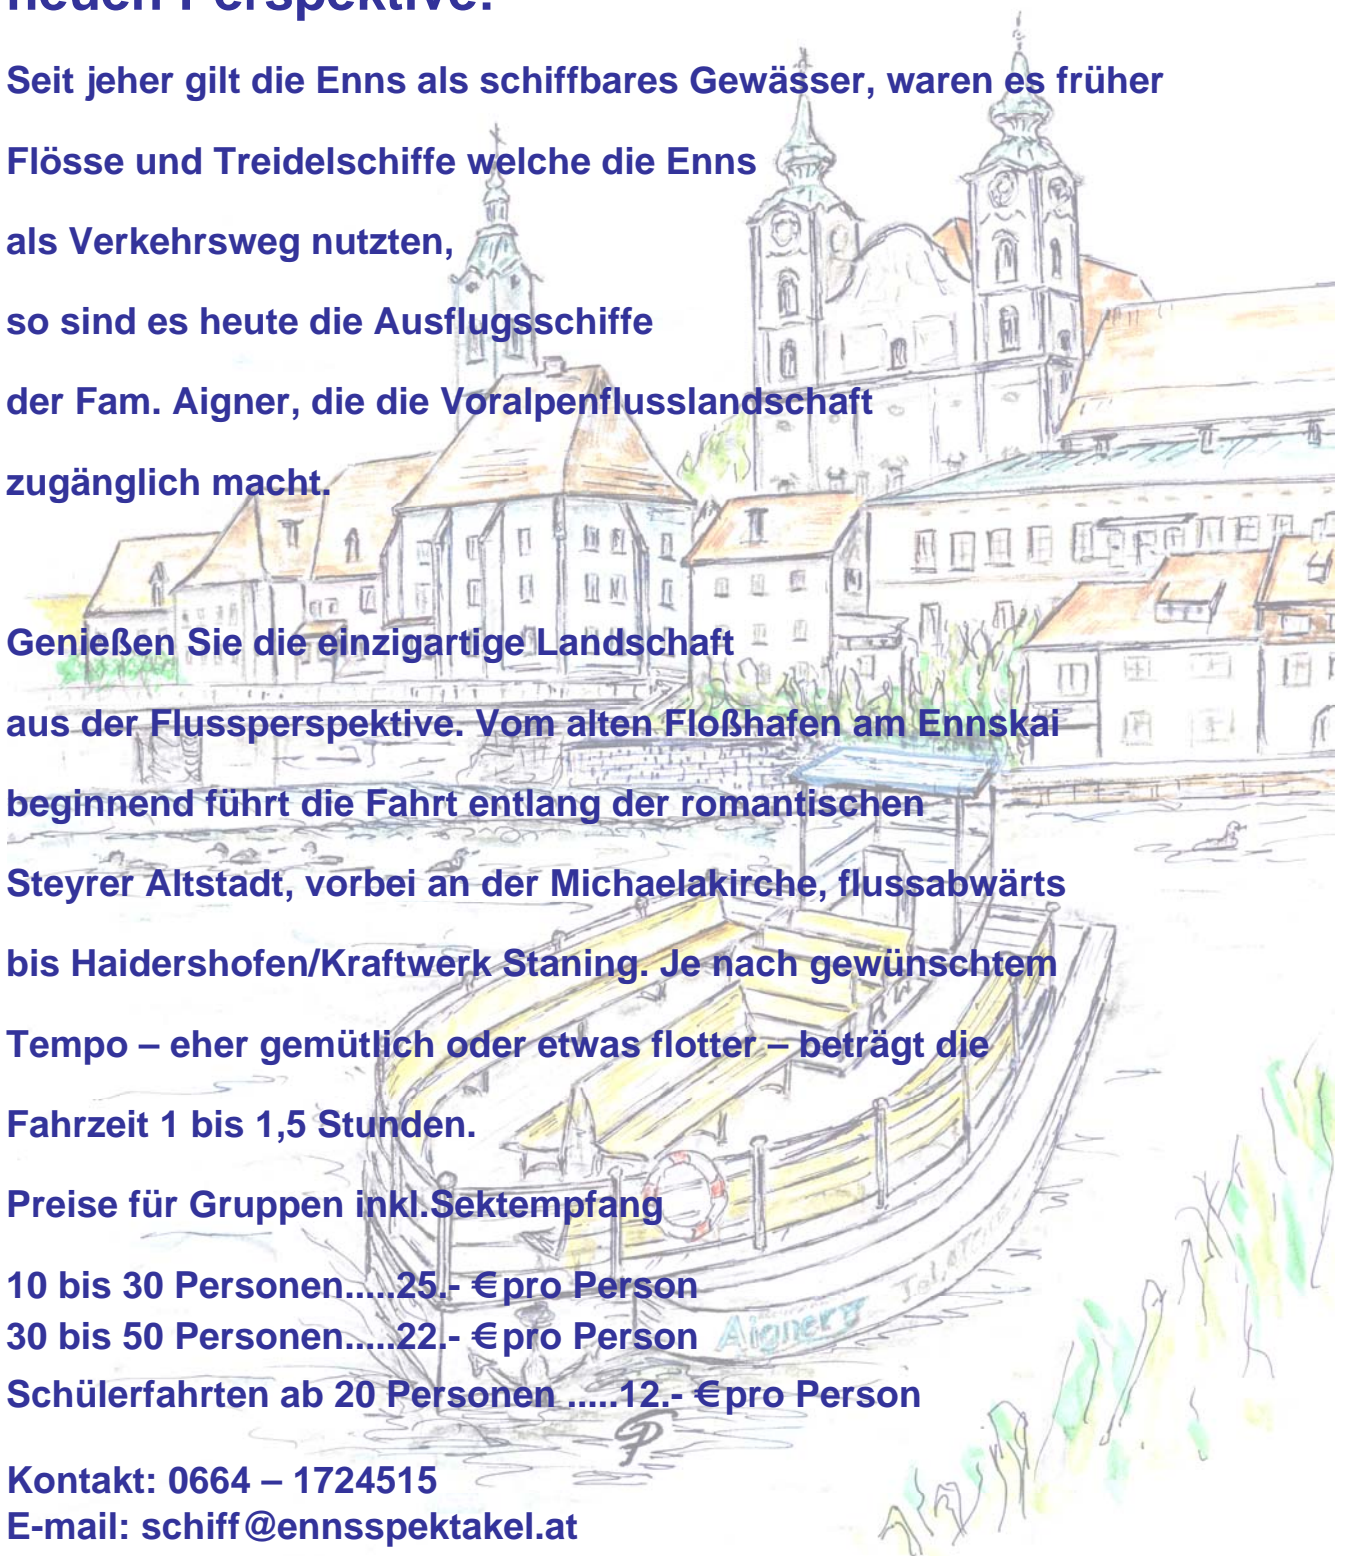 neuen Perspektive.
Seit jeher gilt die Enns als schiffbares Gewässer, waren es früher
Flösse und Treidelschiffe welche die Enns
als Verkehrsweg nutzten,
so sind es heute die Ausflugsschiffe
der Fam. Aigner, die die Voralpenflusslandschaft
zugänglich macht.
Genießen Sie die einzigartige Landschaft
aus der Flussperspektive. Vom alten Floßhafen am Ennskai
beginnend führt die Fahrt entlang der romantischen
Steyrer Altstadt, vorbei an der Michaelakirche, flussabwärts
bis Haidershofen/Kraftwerk Staning. Je nach gewünschtem
Tempo – eher gemütlich oder etwas flotter – beträgt die
Fahrzeit 1 bis 1,5 Stunden.
Preise für Gruppen inkl.Sektempfang
10 bis 30 Personen.....25.- € pro Person
30 bis 50 Personen.....22.- € pro Person
Aigner
Schülerfahrten ab 20 Personen .....12.- € pro Person
Kontakt: 0664 – 1724515
E-mail: schiff@ennsspektakel.at